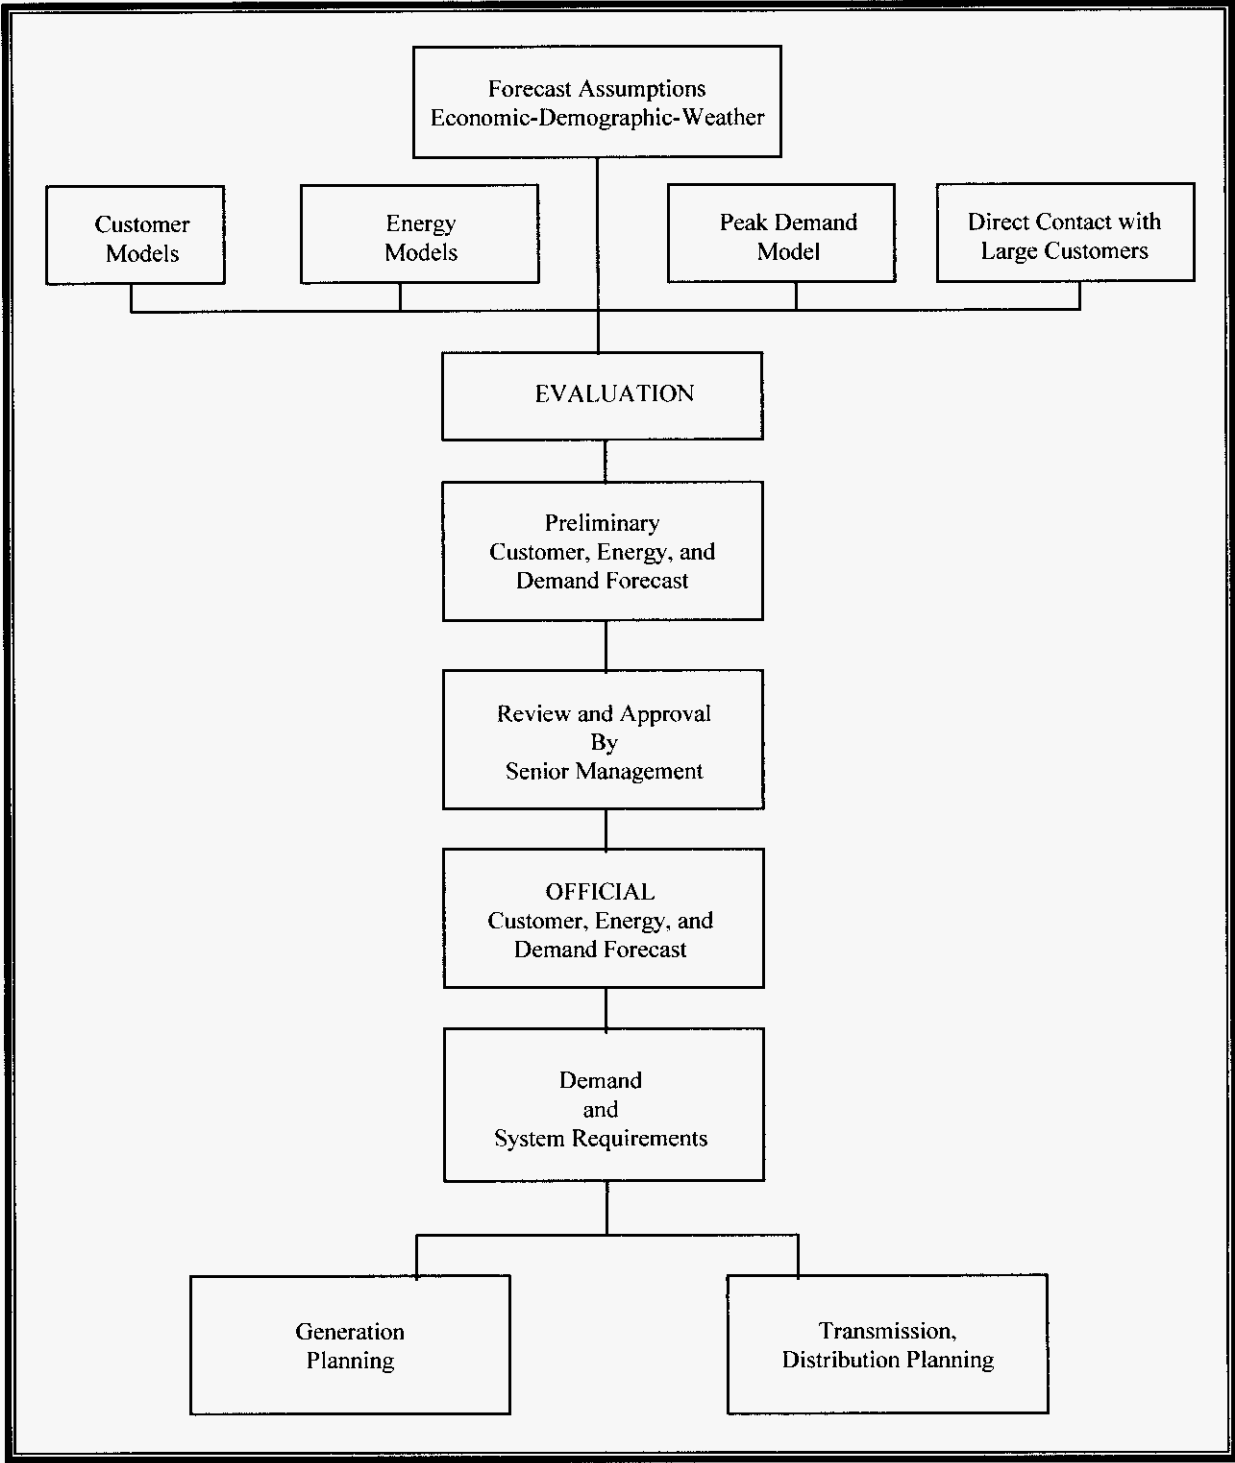 Forecast Assumptions
Economic-Demographic-Weather
Customer
Models
Energy
Models
Peak Demand
Model
Direct Contact with
Large Customers
EVALUATION
Preliminary
Customer, Energy, and
Demand Forecast
Review and Approval
By
Senior Management
OFFICIAL
Customer, Energy, and
Demand Forecast
Demand
and
System Requirements
Generation
Planning
Transmission,
Distribution Planning